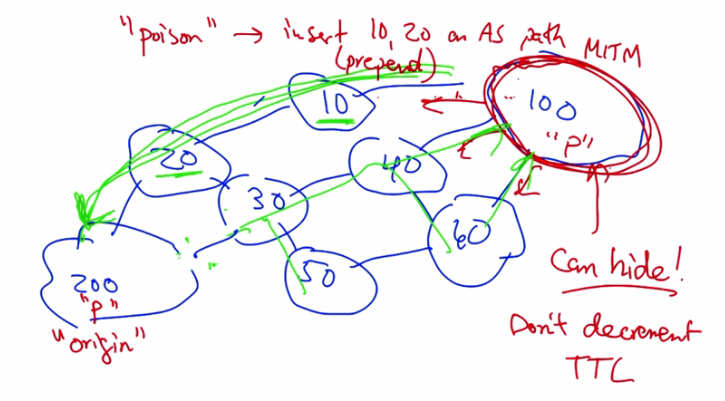 "poison" → insert 10, 20 on AS path MITM
(prepend)
10
100
"P"
20
40
30
60
50
200
"P"
"origin"
Can hide!
Don't decrement
TTL